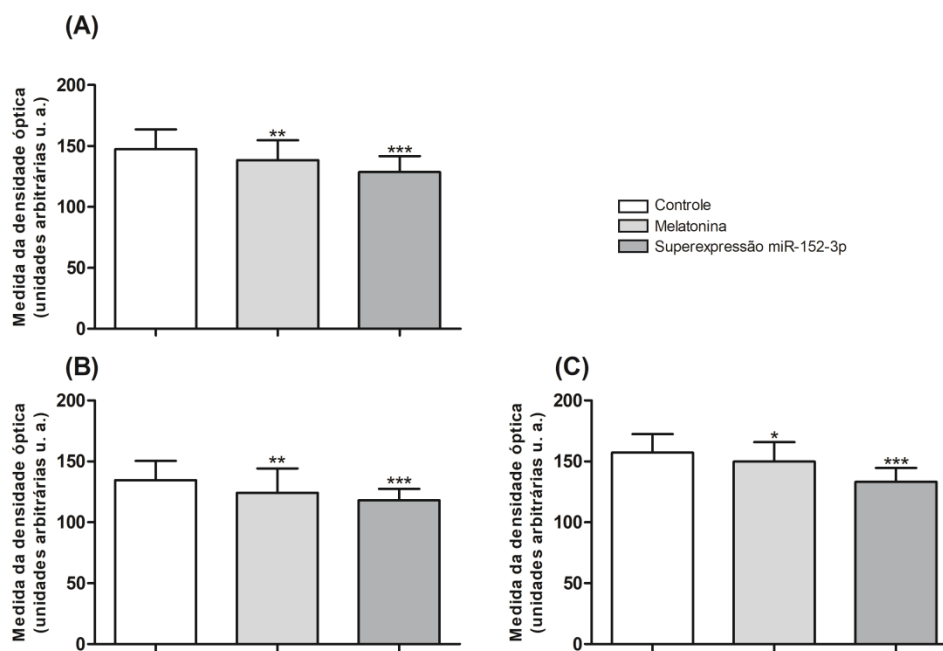 (A)
Medida da densidade óptica
(unidades arbitrárias u. a.)
200
150
100
50
0
**
***
Controle
Melatonina
Superexpressão miR-152-3p
(B)
Medida da densidade óptica
(unidades arbitrárias u. a.)
200
150
100
50
0
**
***
(C)
Medida da densidade óptica
(unidades arbitrárias u. a.)
200
150
100
50
0
*
***